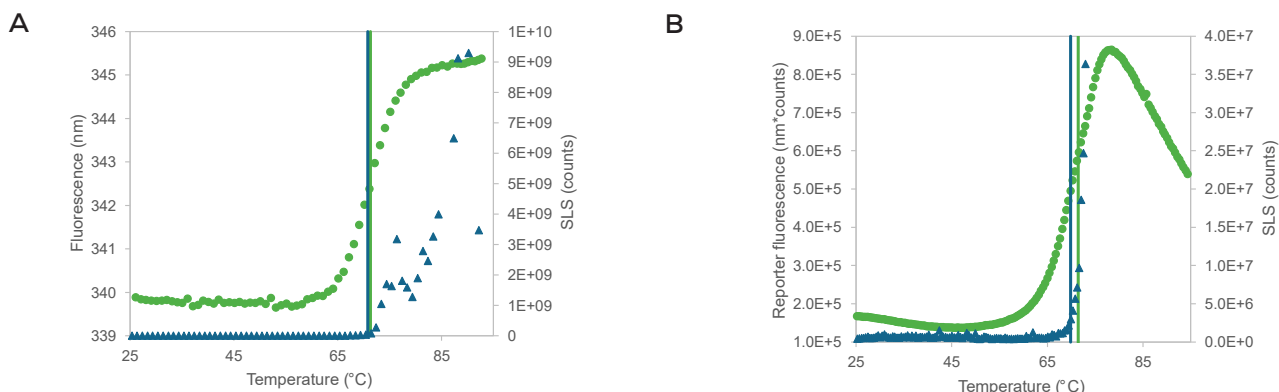 A
346
345
344
343
342
341
340
339
Fluorescence (nm)
1E+10
9E+09
8E+09
7E+09
6E+09
5E+09
4E+09
3E+09
2E+09
1E+09
0
SLS (counts)
25
45
65
85
Temperature (°C)
B
9.0E+5
8.0E+5
7.0E+5
6.0E+5
5.0E+5
4.0E+5
3.0E+5
2.0E+5
1.0E+5
Reporter fluorescence (nm*counts)
4.0E+7
3.5E+7
3.0E+7
2.5E+7
2.0E+7
1.5E+7
1.0E+7
5.0E+6
0.0E+0
SLS (counts)
25
45
65
85
Temperature (°C)